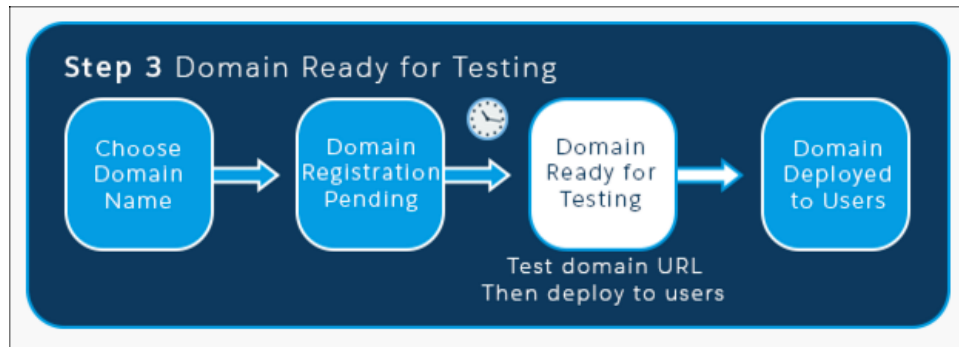 Step 3 Domain Ready for Testing
Choose
Domain
Name
Domain
Registration
Pending
Domain
Ready for
Testing
Domain
Deployed
to Users
Test domain URL
Then deploy to users